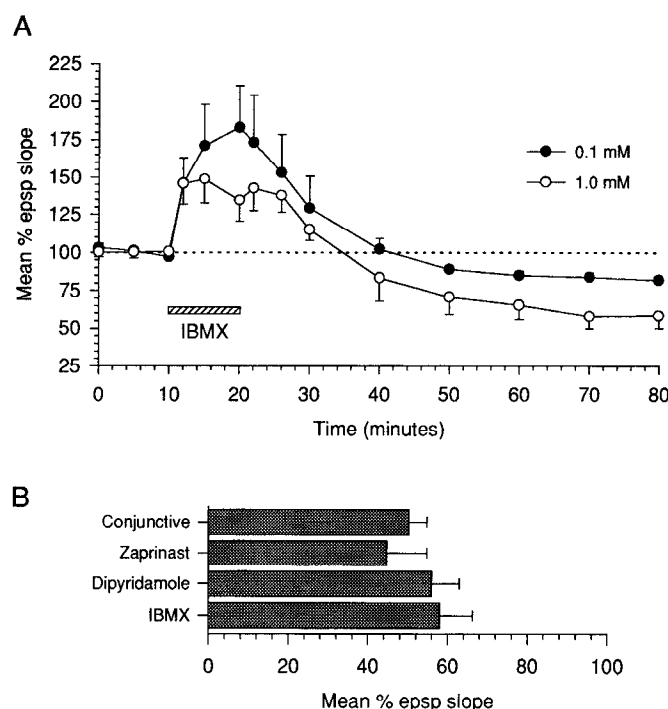 A
Mean % epsp slope
225
200
175
150
125
100
75
50
25
0.1 mM
1.0 mM
IBMX
0 10 20 30 40 50 60 70 80
Time (minutes)
B
Conjunctive
Zaprinast
Dipyridamole
IBMX
0 20 40 60 80 100
Mean % epsp slope